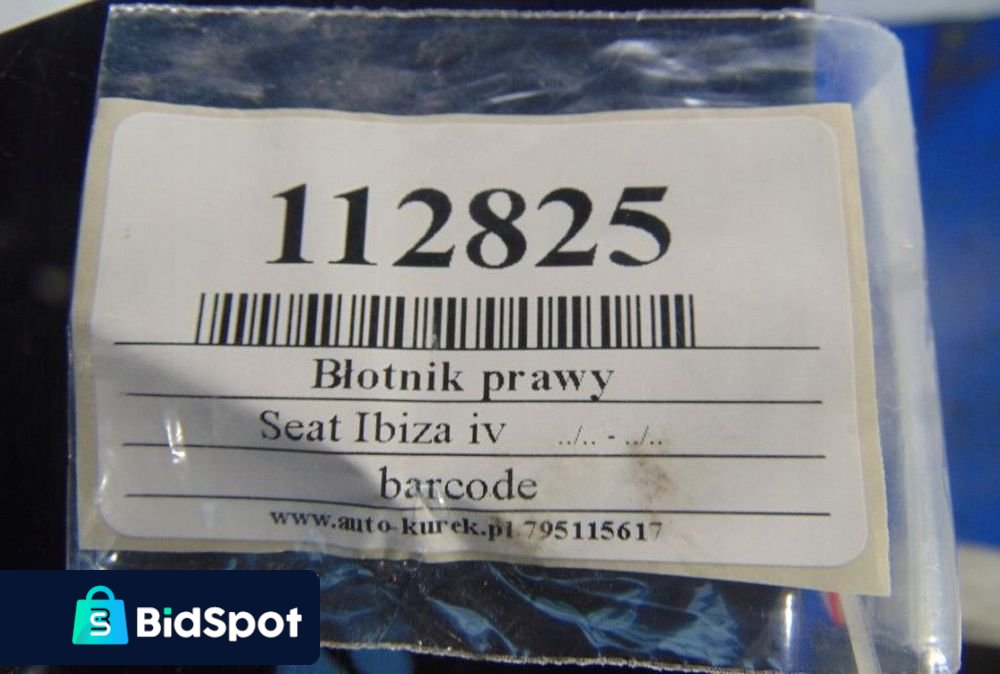 112825
Błotnik prawy
Seat Ibiza iv ../.. - ../..
barcode
www.auto-kurek.pl 795115617
BidSpot